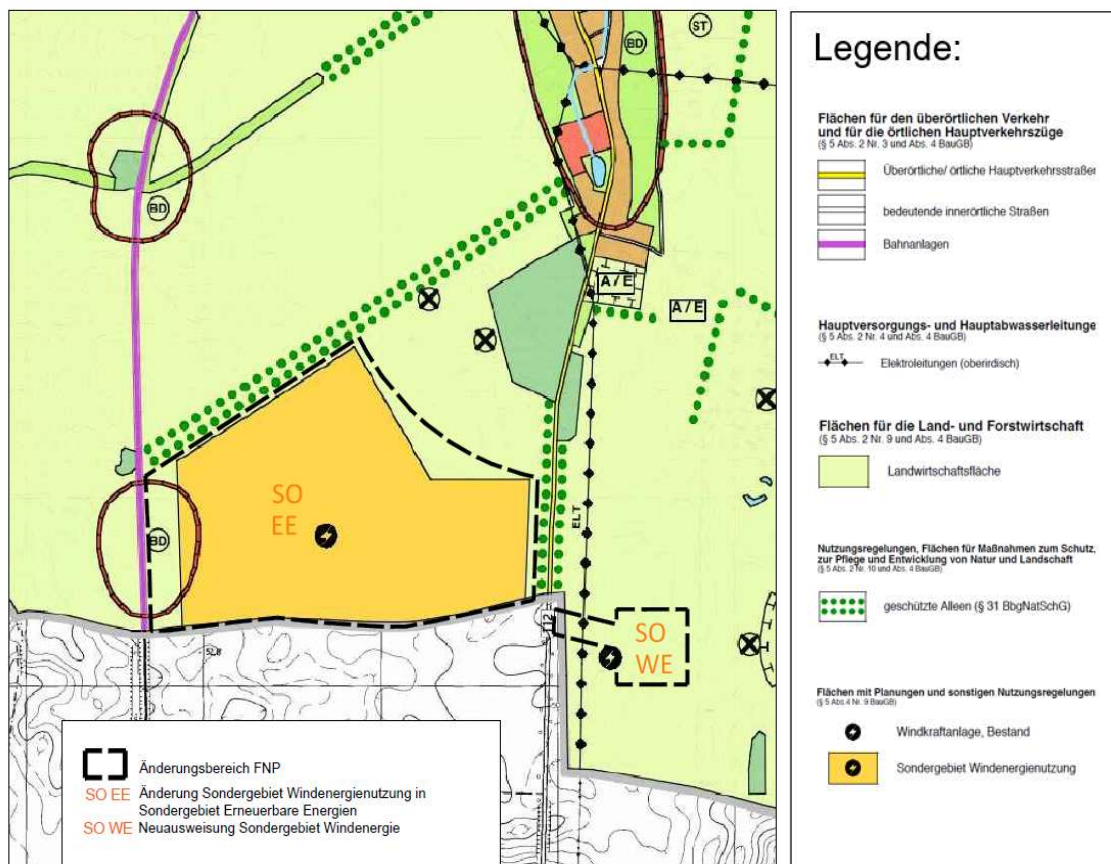 ST
BD
BD
A / E
A / E
SO
EE
BD
ELT
SO
WE
112
Änderungsbereich FNP
SO EE Änderung Sondergebiet Windenergienutzung in
Sondergebiet Erneuerbare Energien
SO WE Neuausweisung Sondergebiet Windenergie
Legende:
Flächen für den überörtlichen Verkehr
und für die örtlichen Hauptverkehrszüge
(§ 5 Abs. 2 Nr. 3 und Abs. 4 BauGB)
Überörtliche/ örtliche Hauptverkehrsstraßen
bedeutende innerörtliche Straßen
Bahnanlagen
Hauptversorgungs- und Hauptabwasserleitunge
(§ 5 Abs. 2 Nr. 4 und Abs. 4 BauGB)
ELT
Elektroleitungen (oberirdisch)
Flächen für die Land- und Forstwirtschaft
(§ 5 Abs. 2 Nr. 9 und Abs. 4 BauGB)
Landwirtschaftsfläche
Nutzungsregelungen, Flächen für Maßnahmen zum Schutz,
zur Pflege und Entwicklung von Natur und Landschaft
(§ 5 Abs. 2 Nr. 10 und Abs. 4 BauGB)
geschützte Alleen (§ 31 BbgNatSchG)
Flächen mit Planungen und sonstigen Nutzungsregelungen
(§ 5 Abs.4 Nr. 9 BauGB)
Windkraftanlage, Bestand
Sondergebiet Windenergienutzung